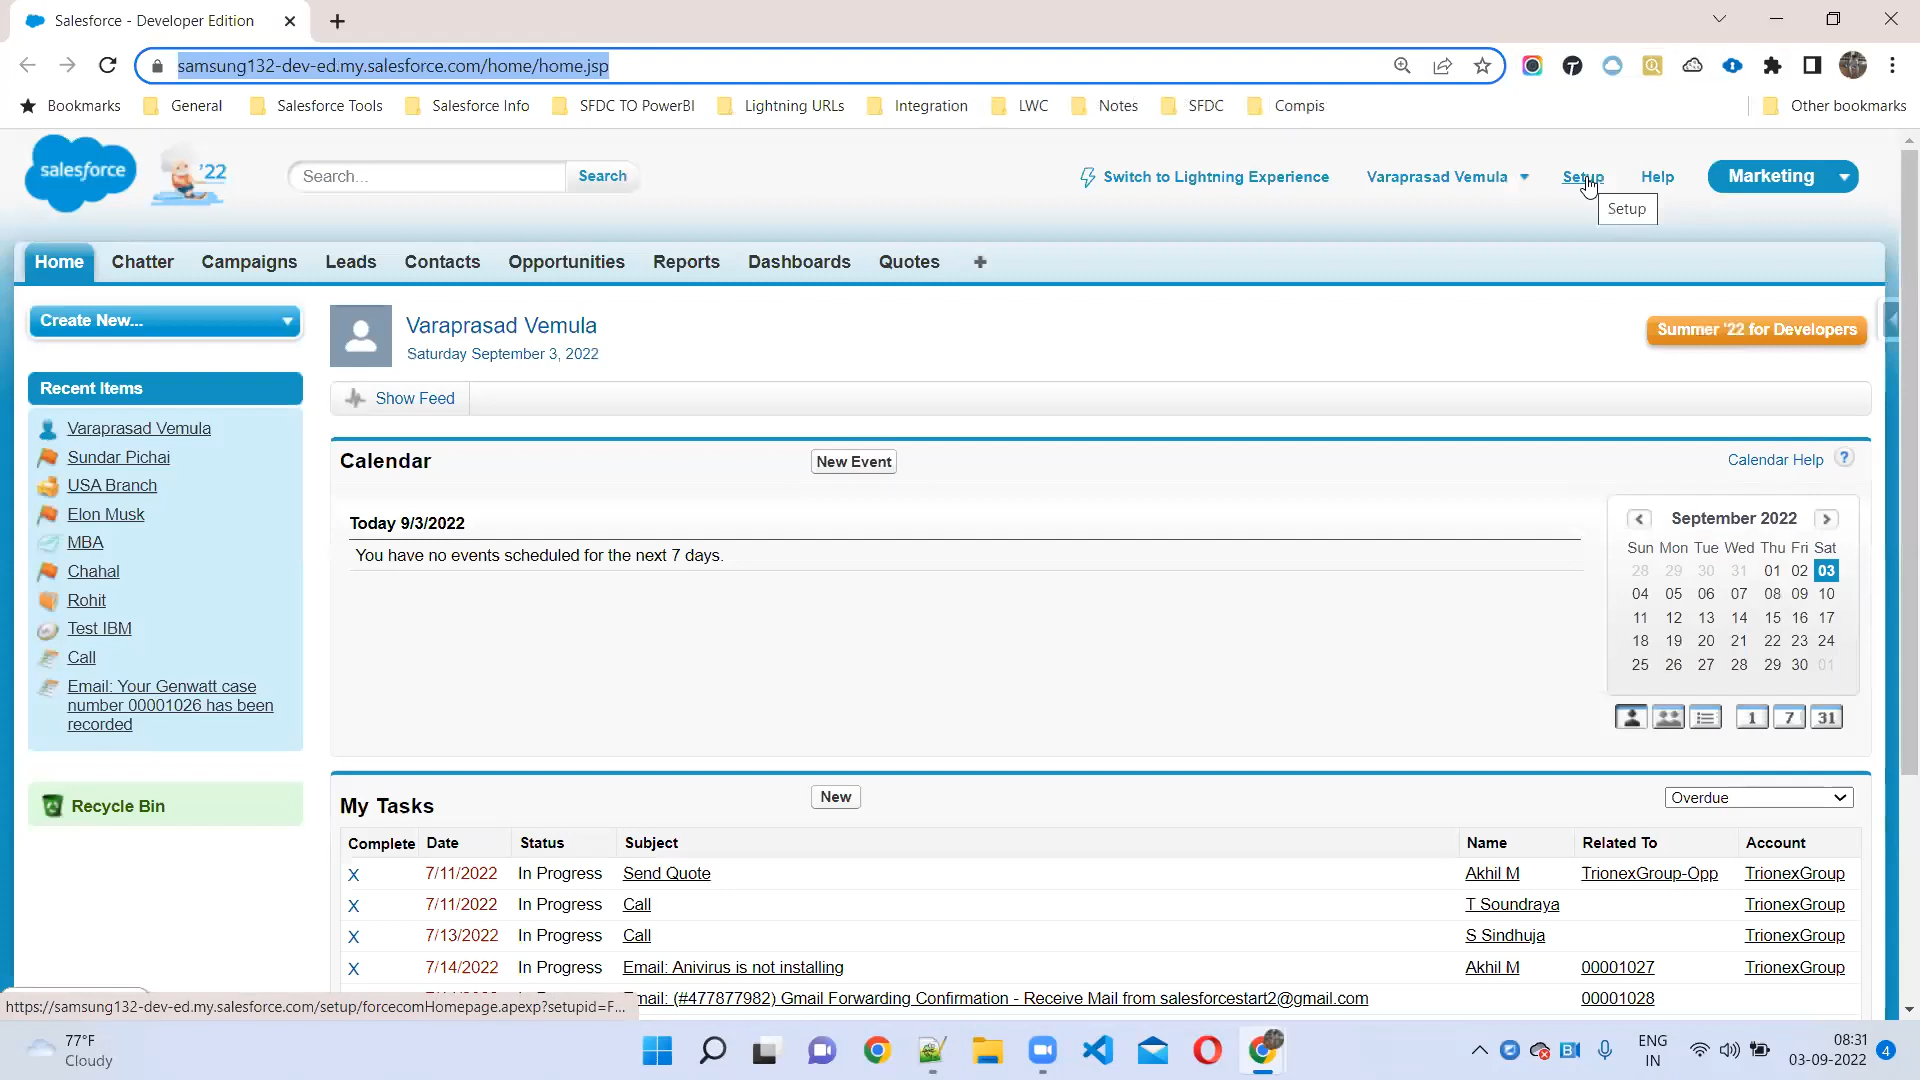 Salesforce - Developer Edition
samsung132-dev-ed.my.salesforce.com/home/home.jsp
Bookmarks General Salesforce Tools Salesforce Info SFDC TO PowerBI Lightning URLs Integration LWC Notes SFDC Compis Other bookmarks
salesforce '22 Search... Search Switch to Lightning Experience Varaprasad Vemula Setup Help Marketing
Setup
Home Chatter Campaigns Leads Contacts Opportunities Reports Dashboards Quotes +
Create New...
Varaprasad Vemula
Saturday September 3, 2022
Summer '22 for Developers
Recent Items
Varaprasad Vemula
Sundar Pichai
USA Branch
Elon Musk
MBA
Chahal
Rohit
Test IBM
Call
Email: Your Genwatt case
number 00001026 has been
recorded
Recycle Bin
Show Feed
Calendar New Event Calendar Help ?
Today 9/3/2022
You have no events scheduled for the next 7 days.
September 2022
Sun Mon Tue Wed Thu Fri Sat
28 29 30 31 01 02 03
04 05 06 07 08 09 10
11 12 13 14 15 16 17
18 19 20 21 22 23 24
25 26 27 28 29 30 01
1 7 31
My Tasks New Overdue
Complete Date Status Subject Name Related To Account
X 7/11/2022 In Progress Send Quote Akhil M TrionexGroup-Opp TrionexGroup
X 7/11/2022 In Progress Call T Soundraya TrionexGroup
X 7/13/2022 In Progress Call S Sindhuja TrionexGroup
X 7/14/2022 In Progress Email: Anivirus is not installing Akhil M 00001027 TrionexGroup
(#477877982) Gmail Forwarding Confirmation - Receive Mail from salesforcestart2@gmail.com 00001028
https://samsung132-dev-ed.my.salesforce.com/setup/forcecomHomepage.apexp?setupid=F...
77°F
Cloudy
ENG
IN
08:31
03-09-2022
4